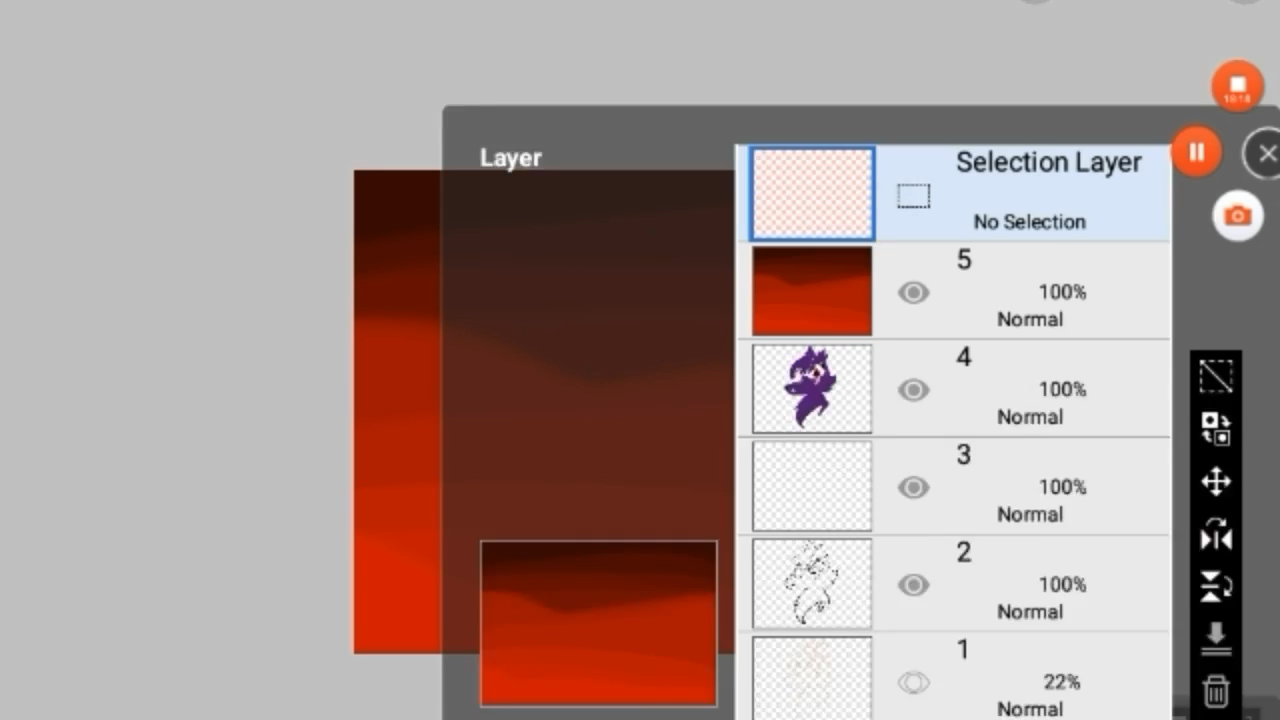 Layer
Selection Layer
No Selection
5
100%
Normal
4
100%
Normal
3
100%
Normal
2
100%
Normal
1
22%
Normal